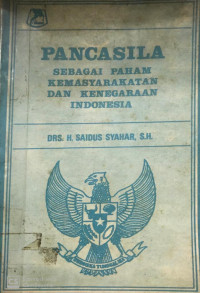 PANCASILA
SEBAGAI PAHAM
KEMASYARAKATAN
DAN KENEGARAAN
INDONESIA
DRS. H. SAIDUS SYAHAR, S.H.